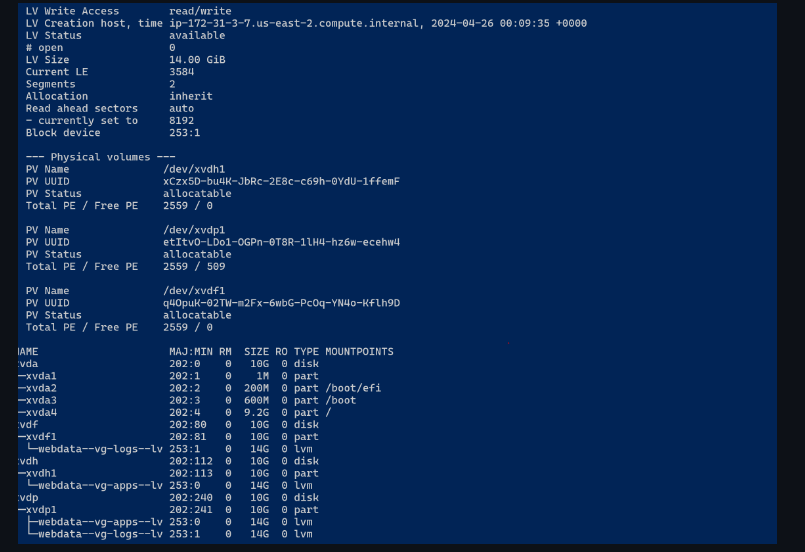 LV Write Access        read/write
LV Creation host, time ip-172-31-3-7.us-east-2.compute.internal, 2024-04-26 00:09:35 +0000
LV Status              available
# open                 0
LV Size                14.00 GiB
Current LE             3584
Segments               2
Allocation             inherit
Read ahead sectors     auto
- currently set to     8192
Block device           253:1
--- Physical volumes ---
PV Name               /dev/xvdh1
PV UUID               xCzx5D-bu4K-JbRc-2E8c-c69h-0YdU-1ffemF
PV Status             allocatable
Total PE / Free PE    2559 / 0
PV Name               /dev/xvdp1
PV UUID               etItvO-LDo1-OGPn-0T8R-1lH4-hz6w-ecehw4
PV Status             allocatable
Total PE / Free PE    2559 / 509
PV Name               /dev/xvdf1
PV UUID               q4OpuK-02TW-m2Fx-6wbG-PcOq-YN4o-Kflh9D
PV Status             allocatable
Total PE / Free PE    2559 / 0
AME                     MAJ:MIN RM  SIZE RO TYPE MOUNTPOINTS
vda                     202:0    0   10G  0 disk
─xvda1                  202:1    0    1M  0 part
─xvda2                  202:2    0  200M  0 part /boot/efi
─xvda3                  202:3    0  600M  0 part /boot
─xvda4                  202:4    0  9.2G  0 part /
vdf                     202:80   0   10G  0 disk
─xvdf1                  202:81   0   10G  0 part
  └─webdata--vg-logs--lv 253:1    0   14G  0 lvm
vdh                     202:112  0   10G  0 disk
─xvdh1                  202:113  0   10G  0 part
  └─webdata--vg-apps--lv 253:0    0   14G  0 lvm
vdp                     202:240  0   10G  0 disk
─xvdp1                  202:241  0   10G  0 part
  ├─webdata--vg-apps--lv 253:0    0   14G  0 lvm
  └─webdata--vg-logs--lv 253:1    0   14G  0 lvm